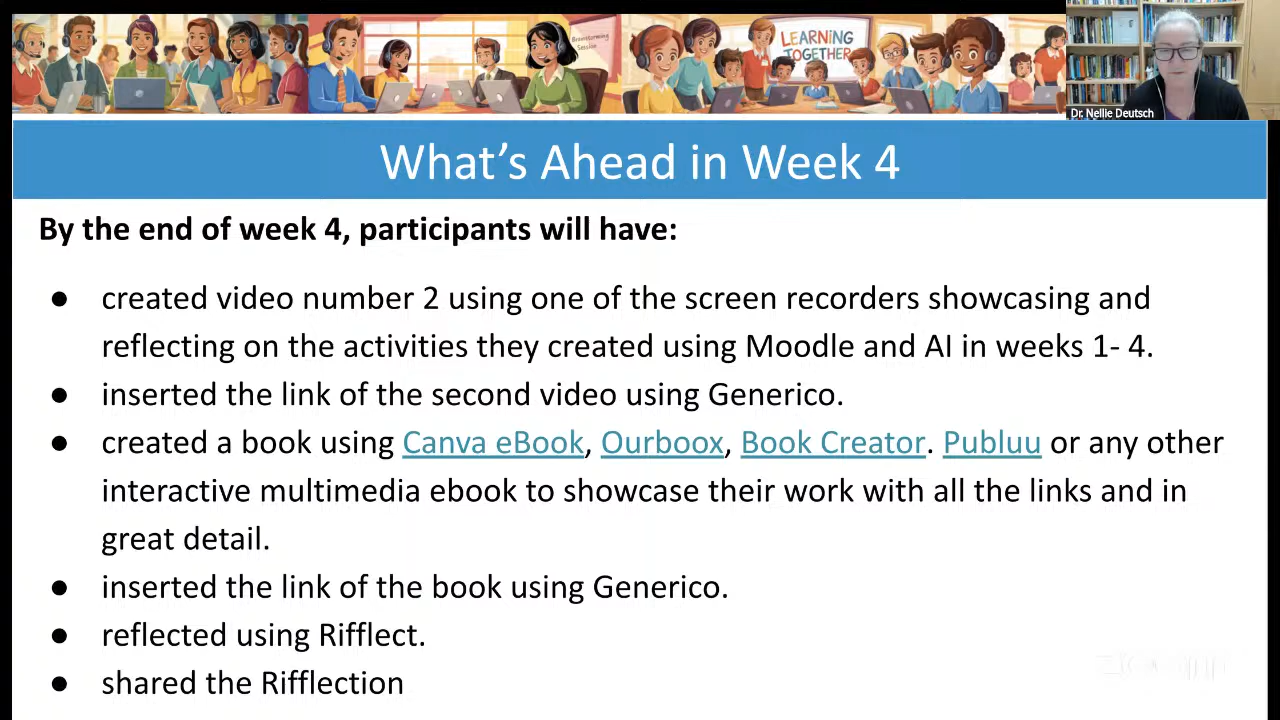 Brainstorming
Session
LEARNING
TOGETHER
Dr. Nellie Deutsch
What's Ahead in Week 4
By the end of week 4, participants will have:
● created video number 2 using one of the screen recorders showcasing and
reflecting on the activities they created using Moodle and AI in weeks 1- 4.
● inserted the link of the second video using Generico.
● created a book using Canva eBook, Ourboox, Book Creator. Publuu or any other
interactive multimedia ebook to showcase their work with all the links and in
great detail.
● inserted the link of the book using Generico.
● reflected using Rifflect.
● shared the Rifflection